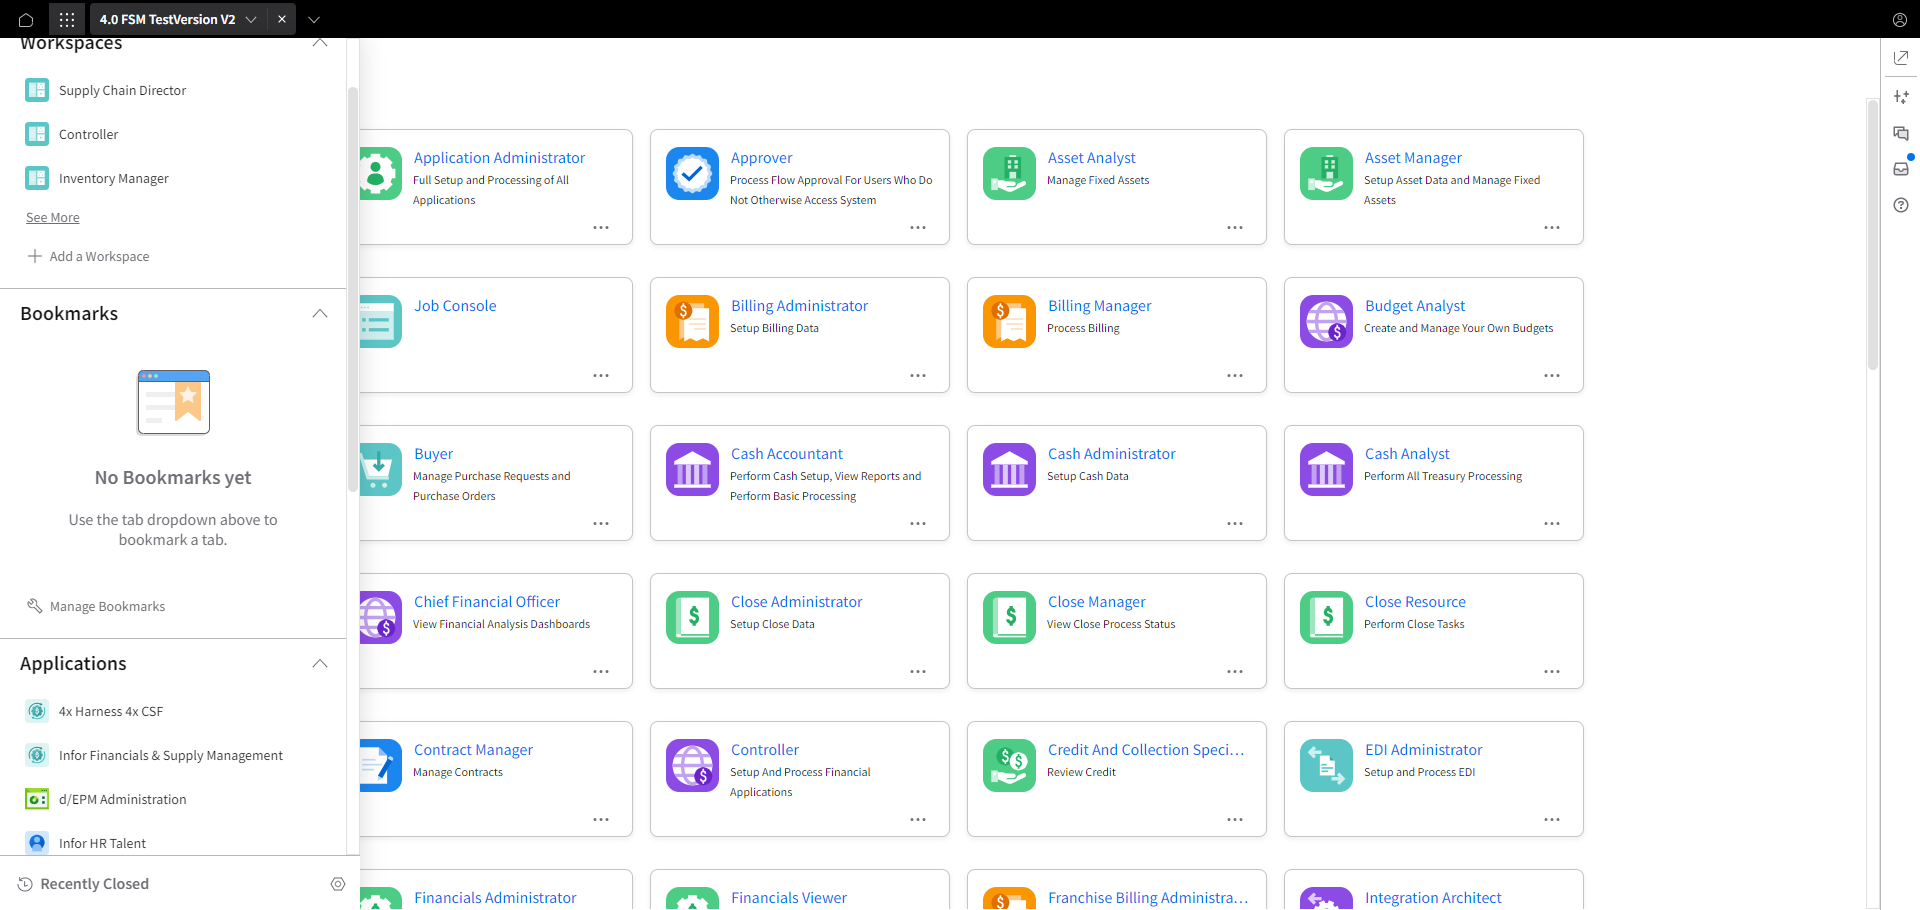 4.0 FSM TestVersion V2
Workspaces
Supply Chain Director
Controller
Inventory Manager
See More
Add a Workspace
Bookmarks
No Bookmarks yet
Use the tab dropdown above to
bookmark a tab.
Manage Bookmarks
Applications
4x Harness 4x CSF
Infor Financials & Supply Management
d/EPM Administration
Infor HR Talent
Recently Closed
Application Administrator
Full Setup and Processing of All
Applications
Approver
Process Flow Approval For Users Who Do
Not Otherwise Access System
Asset Analyst
Manage Fixed Assets
Asset Manager
Setup Asset Data and Manage Fixed
Assets
Job Console
Billing Administrator
Setup Billing Data
Billing Manager
Process Billing
Budget Analyst
Create and Manage Your Own Budgets
Buyer
Manage Purchase Requests and
Purchase Orders
Cash Accountant
Perform Cash Setup, View Reports and
Perform Basic Processing
Cash Administrator
Setup Cash Data
Cash Analyst
Perform All Treasury Processing
Chief Financial Officer
View Financial Analysis Dashboards
Close Administrator
Setup Close Data
Close Manager
View Close Process Status
Close Resource
Perform Close Tasks
Contract Manager
Manage Contracts
Controller
Setup And Process Financial
Applications
Credit And Collection Speci...
Review Credit
EDI Administrator
Setup and Process EDI
Financials Administrator
Financials Viewer
Franchise Billing Administra...
Integration Architect